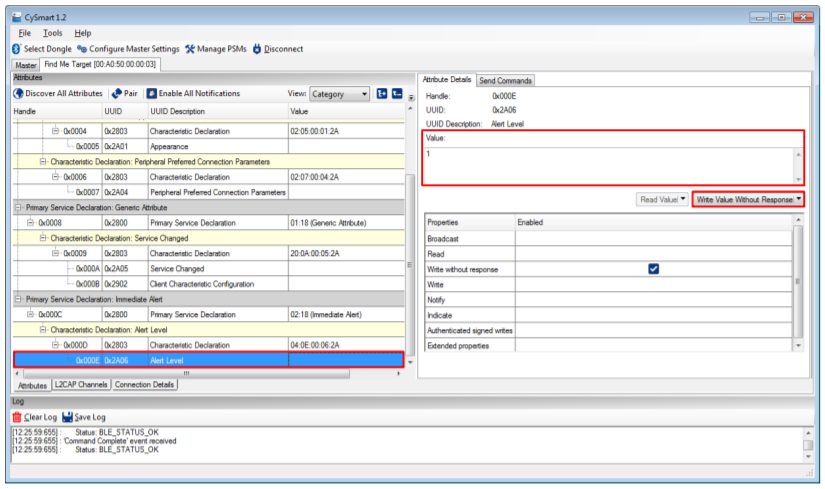 CySmart 1.2
File Tools Help
Select Dongle Configure Master Settings Manage PSMs Disconnect
Master Find Me Target [00:A0:50:00:00:03]
Attributes
Discover All Attributes Pair Enable All Notifications View: Category
Handle UUID UUID Description Value
0x0004 0x2803 Characteristic Declaration 02:05:00:01:2A
0x0005 0x2A01 Appearance
Characteristic Declaration: Peripheral Preferred Connection Parameters
0x0006 0x2803 Characteristic Declaration 02:07:00:04:2A
0x0007 0x2A04 Peripheral Preferred Connection Parameters
Primary Service Declaration: Generic Attribute
0x0008 0x2800 Primary Service Declaration 01:18 (Generic Attribute)
Characteristic Declaration: Service Changed
0x0009 0x2803 Characteristic Declaration 20:0A:00:05:2A
0x000A 0x2A05 Service Changed
0x000B 0x2902 Client Characteristic Configuration
Primary Service Declaration: Immediate Alert
0x000C 0x2800 Primary Service Declaration 02:18 (Immediate Alert)
Characteristic Declaration: Alert Level
0x000D 0x2803 Characteristic Declaration 04:0E:00:06:2A
0x000E 0x2A06 Alert Level
Attributes L2CAP Channels Connection Details
Attribute Details Send Commands
Handle: 0x000E
UUID: 0x2A06
UUID Description: Alert Level
Value:
1
Read Value Write Value Without Response
Properties Enabled
Broadcast
Read
Write without response
Write
Notify
Indicate
Authenticated signed writes
Extended properties
Log
Clear Log Save Log
[12:25:59:655] : Status: BLE_STATUS_OK
[12:25:59:655] : 'Command Complete' event received
[12:25:59:655] : Status: BLE_STATUS_OK